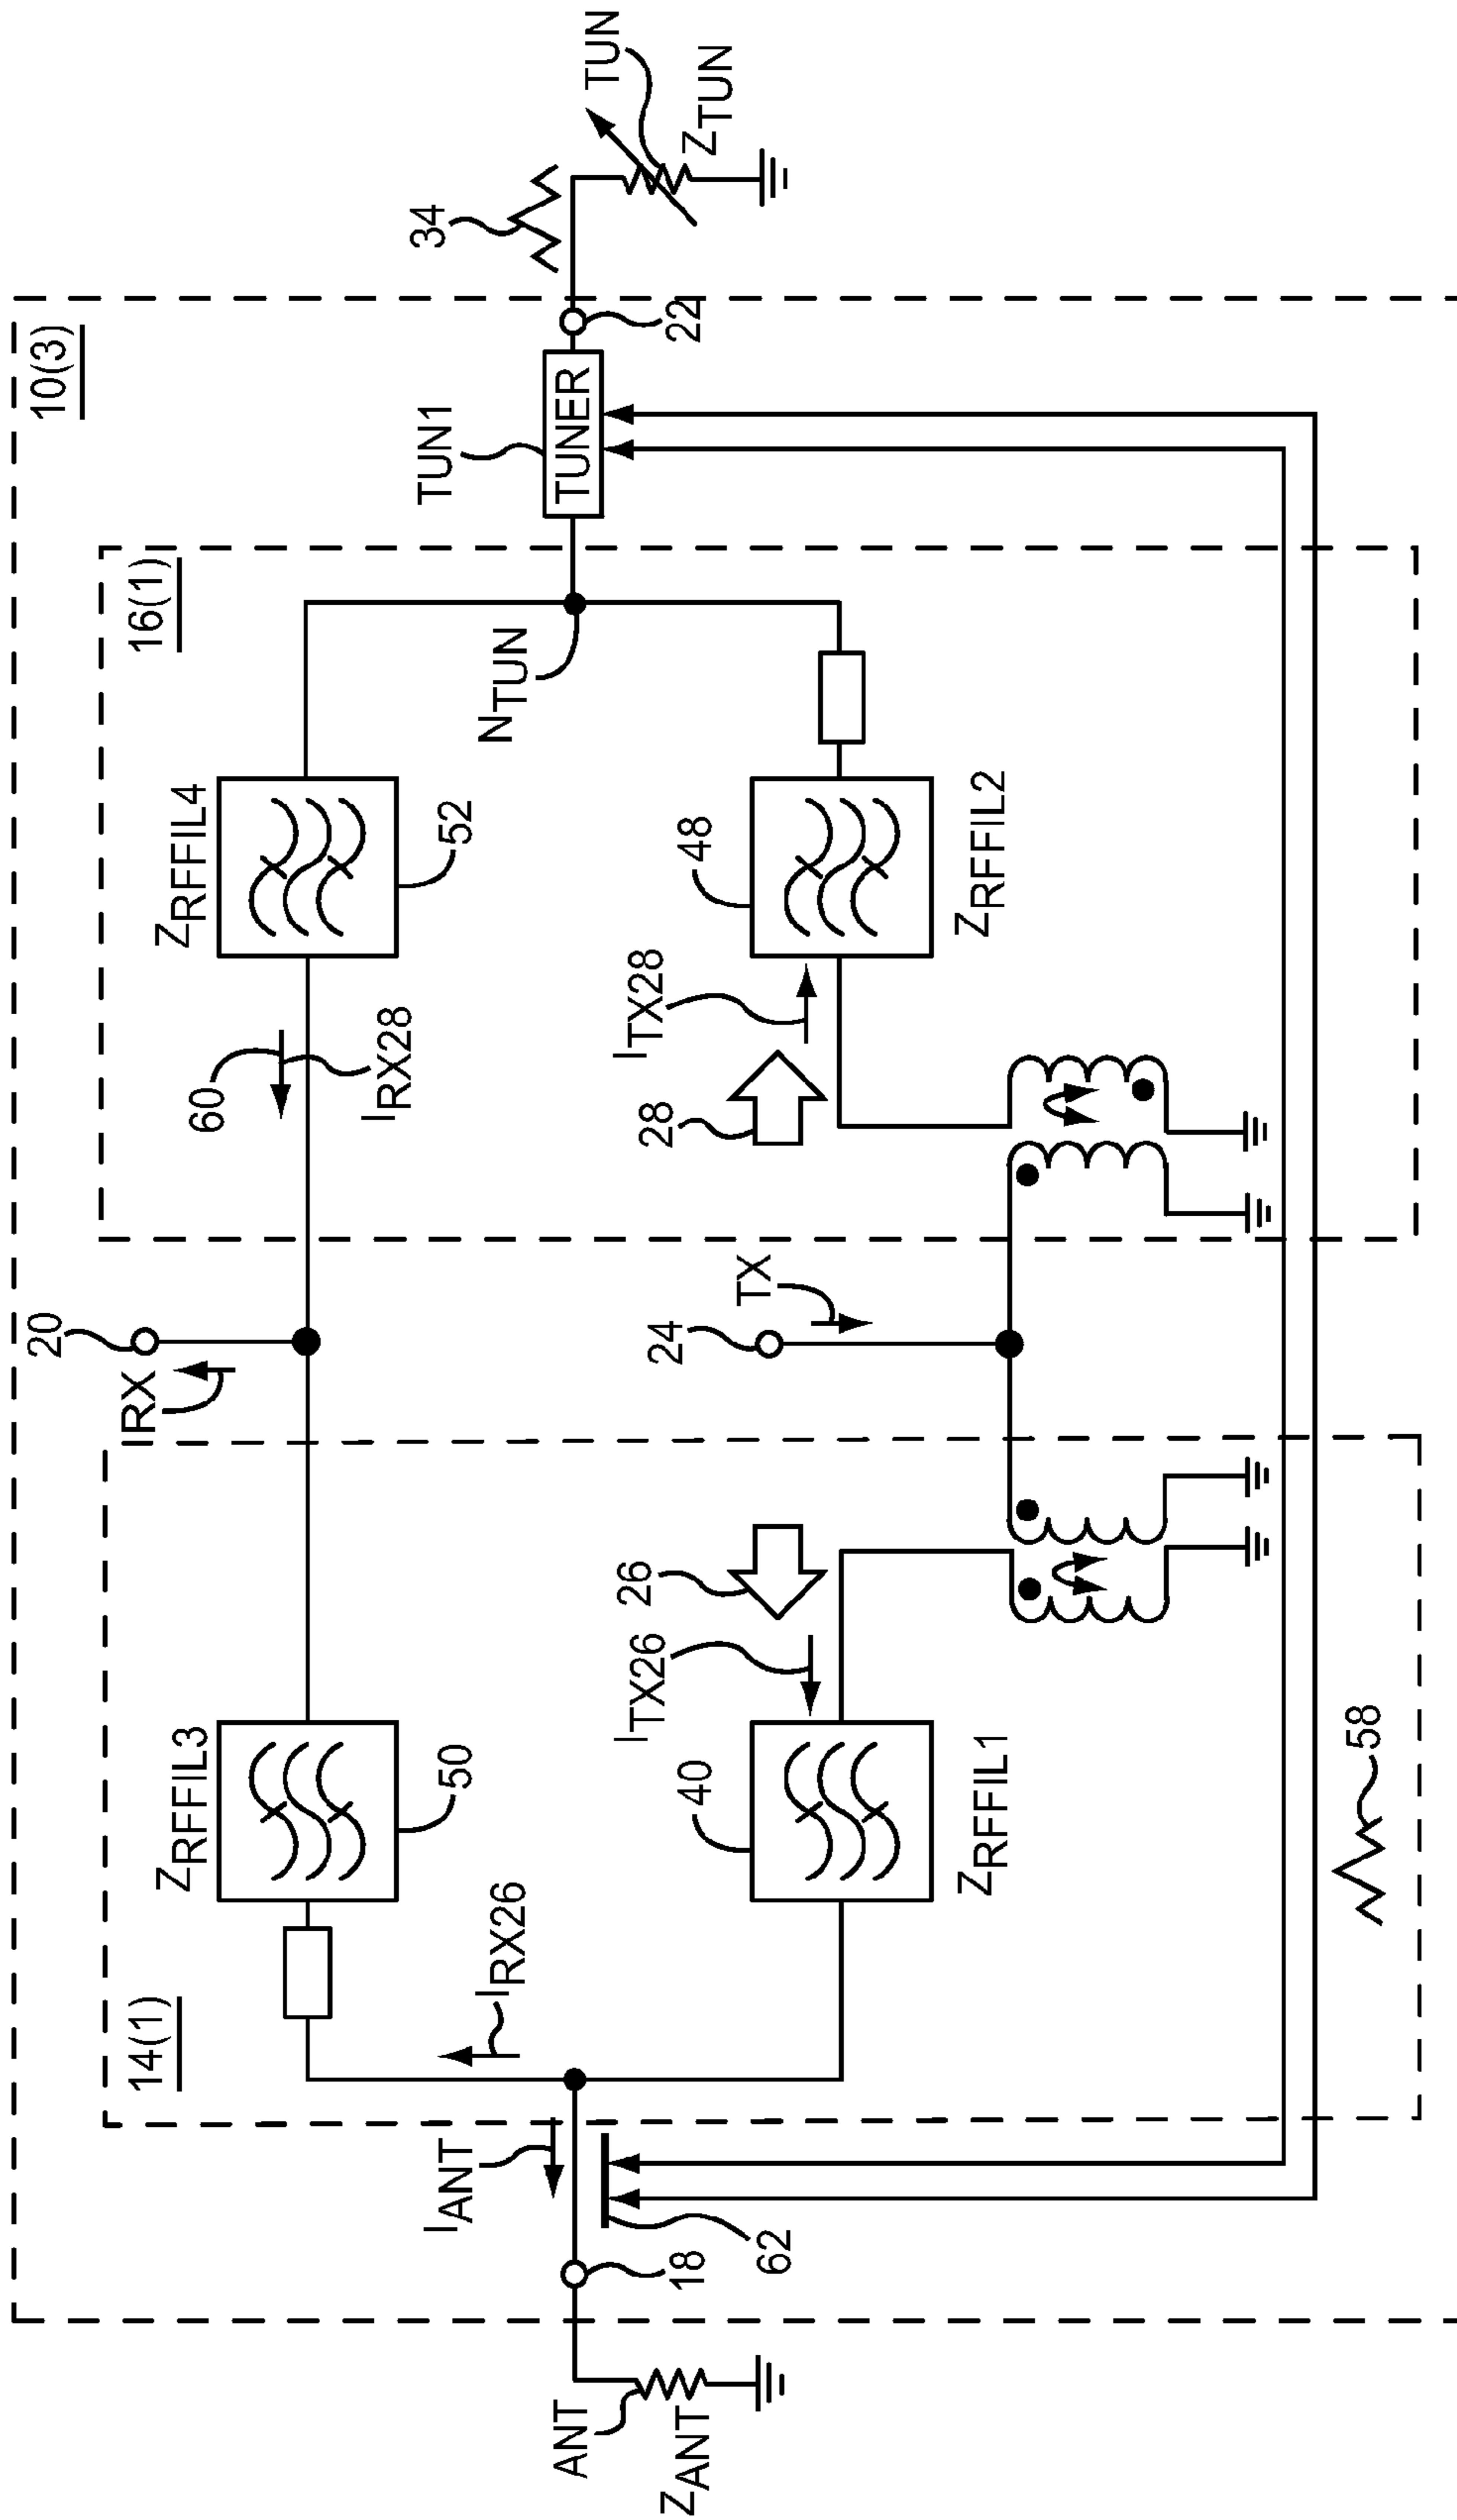 10(3)
20
IRX
14(1)
16(1)
ZRFFIL3
ZRFFIL4
60
50
52
IRX28
34
IRX26
NTUN
TUN1
IANT
ANT
ZANT
18
62
TUNER
22
TUN
ZTUN
26
ITX26
40
24
TX
28
ITX28
48
ZRFFIL1
ZRFFIL2
58